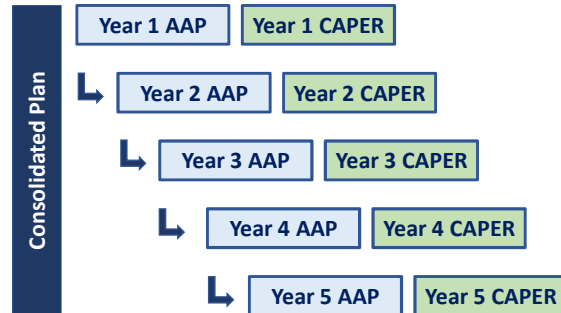 Consolidated Plan
Year 1 AAP
Year 1 CAPER
Year 2 AAP
Year 2 CAPER
Year 3 AAP
Year 3 CAPER
Year 4 AAP
Year 4 CAPER
Year 5 AAP
Year 5 CAPER